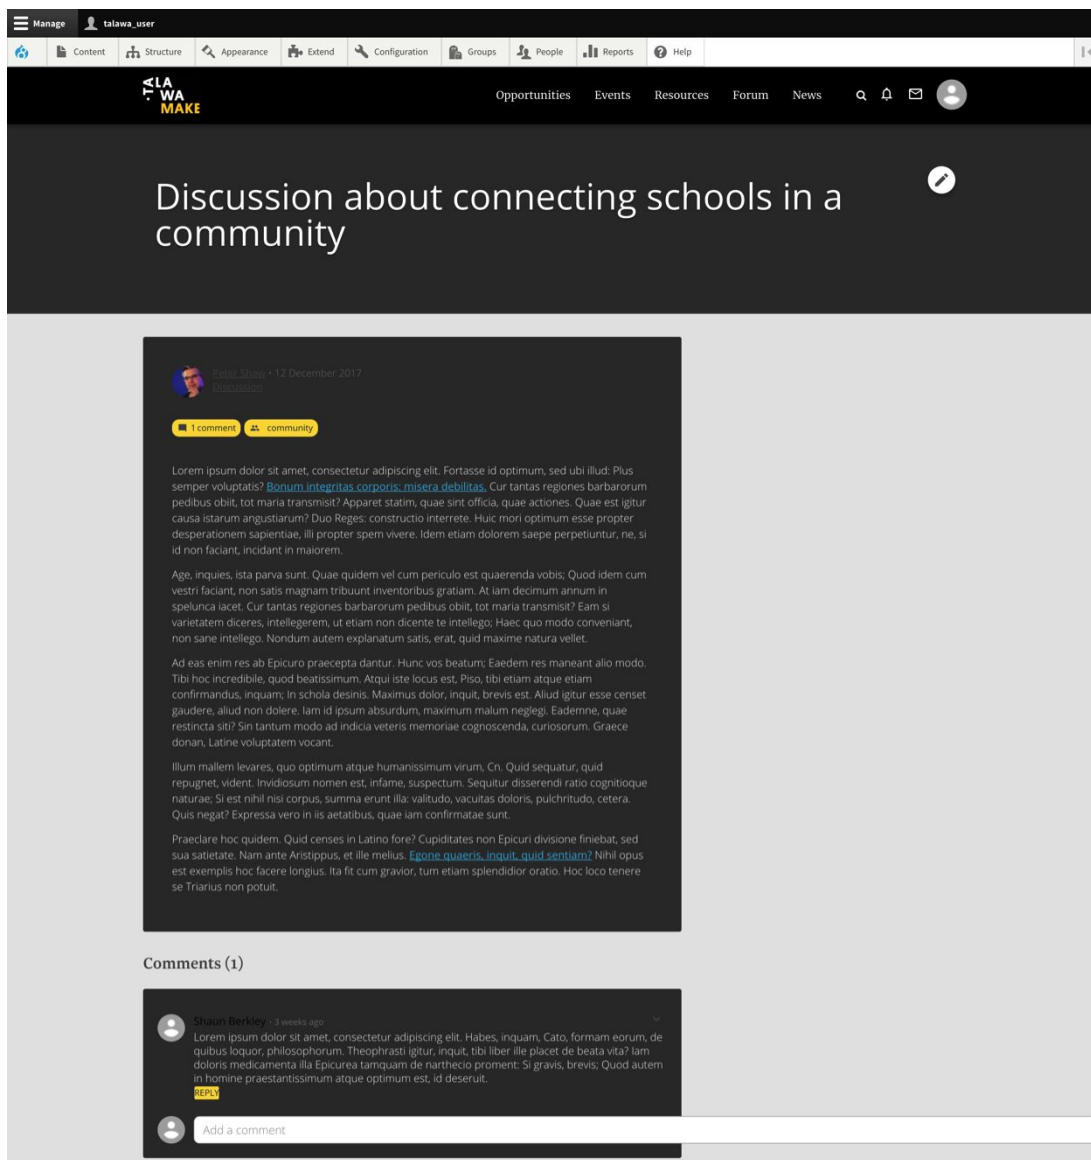 Manage talawa_user
Content Structure Appearance Extend Configuration Groups People Reports Help
TALA
WA
MAKE
Opportunities Events Resources Forum News
Discussion about connecting schools in a
community
Peter Shaw • 12 December 2017
Discussion
1 comment community
Lorem ipsum dolor sit amet, consectetur adipiscing elit. Fortasse id optimum, sed ubi illud: Plus
semper voluptatis? Bonum integritas corporis: misera debilitas. Cur tantas regiones barbarorum
pedibus obiit, tot maria transmisit? Apparet statim, quae sint officia, quae actiones. Quae est igitur
causa istarum angustiarum? Duo Reges: constructio interrete. Huic mori optimum esse propter
desperationem sapientiae, illi propter spem vivere. Idem etiam dolorem saepe perpetiuntur, ne, si
id non faciant, incidant in maiorem.
Age, inquies, ista parva sunt. Quae quidem vel cum periculo est quaerenda vobis; Quod idem cum
vestri faciant, non satis magnam tribuunt inventoribus gratiam. At iam decimum annum in
spelunca iacet. Cur tantas regiones barbarorum pedibus obiit, tot maria transmisit? Eam si
varietatem diceres, intellegerem, ut etiam non dicente te intellego; Haec quo modo conveniant,
non sane intellego. Nondum autem explanatum satis, erat, quid maxime natura vellet.
Ad eas enim res ab Epicuro praecepta dantur. Hunc vos beatum; Eaedem res maneant alio modo.
Tibi hoc incredibile, quod beatissimum. Atqui iste locus est, Piso, tibi etiam atque etiam
confirmandus, inquam; In schola desinis. Maximus dolor, inquit, brevis est. Aliud igitur esse censet
gaudere, aliud non dolere. Iam id ipsum absurdum, maximum malum neglegi. Eademne, quae
restincta siti? Sin tantum modo ad indicia veteris memoriae cognoscenda, curiosorum. Graece
donan, Latine voluptatem vocant.
Illum mallem levares, quo optimum atque humanissimum virum, Cn. Quid sequatur, quid
repugnet, vident. Invidiosum nomen est, infame, suspectum. Sequitur disserendi ratio cognitioque
naturae; Si est nihil nisi corpus, summa erunt illa: valitudo, vacuitas doloris, pulchritudo, cetera.
Quis negat? Expressa vero in iis aetatibus, quae iam confirmatae sunt.
Praeclare hoc quidem. Quid censes in Latino fore? Cupiditates non Epicuri divisione finiebat, sed
sua satietate. Nam ante Aristippus, et ille melius. Egone quaeris, inquit, quid sentiam? Nihil opus
est exemplis hoc facere longius. Ita fit cum gravior, tum etiam splendidior oratio. Hoc loco tenere
se Triarius non potuit.
Comments (1)
Shaun Berkley • 3 weeks ago
Lorem ipsum dolor sit amet, consectetur adipiscing elit. Habes, inquam, Cato, formam eorum, de
quibus loquor, philosophorum. Theophrasti igitur, inquit, tibi liber ille placet de beata vita? Iam
doloris medicamenta illa Epicurea tamquam de narthecio proment: Si gravis, brevis; Quod autem
in homine praestantissimum atque optimum est, id deseruit.
REPLY
Add a comment